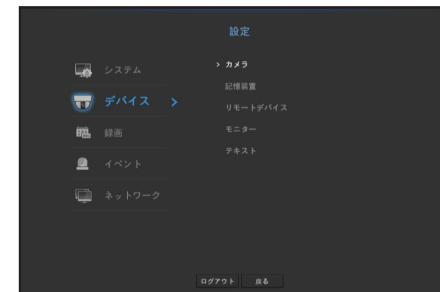 設定
システム
デバイス >
録画
イベント
ネットワーク
> カメラ
記憶装置
リモートデバイス
モニター
テキスト
ログアウト 戻る